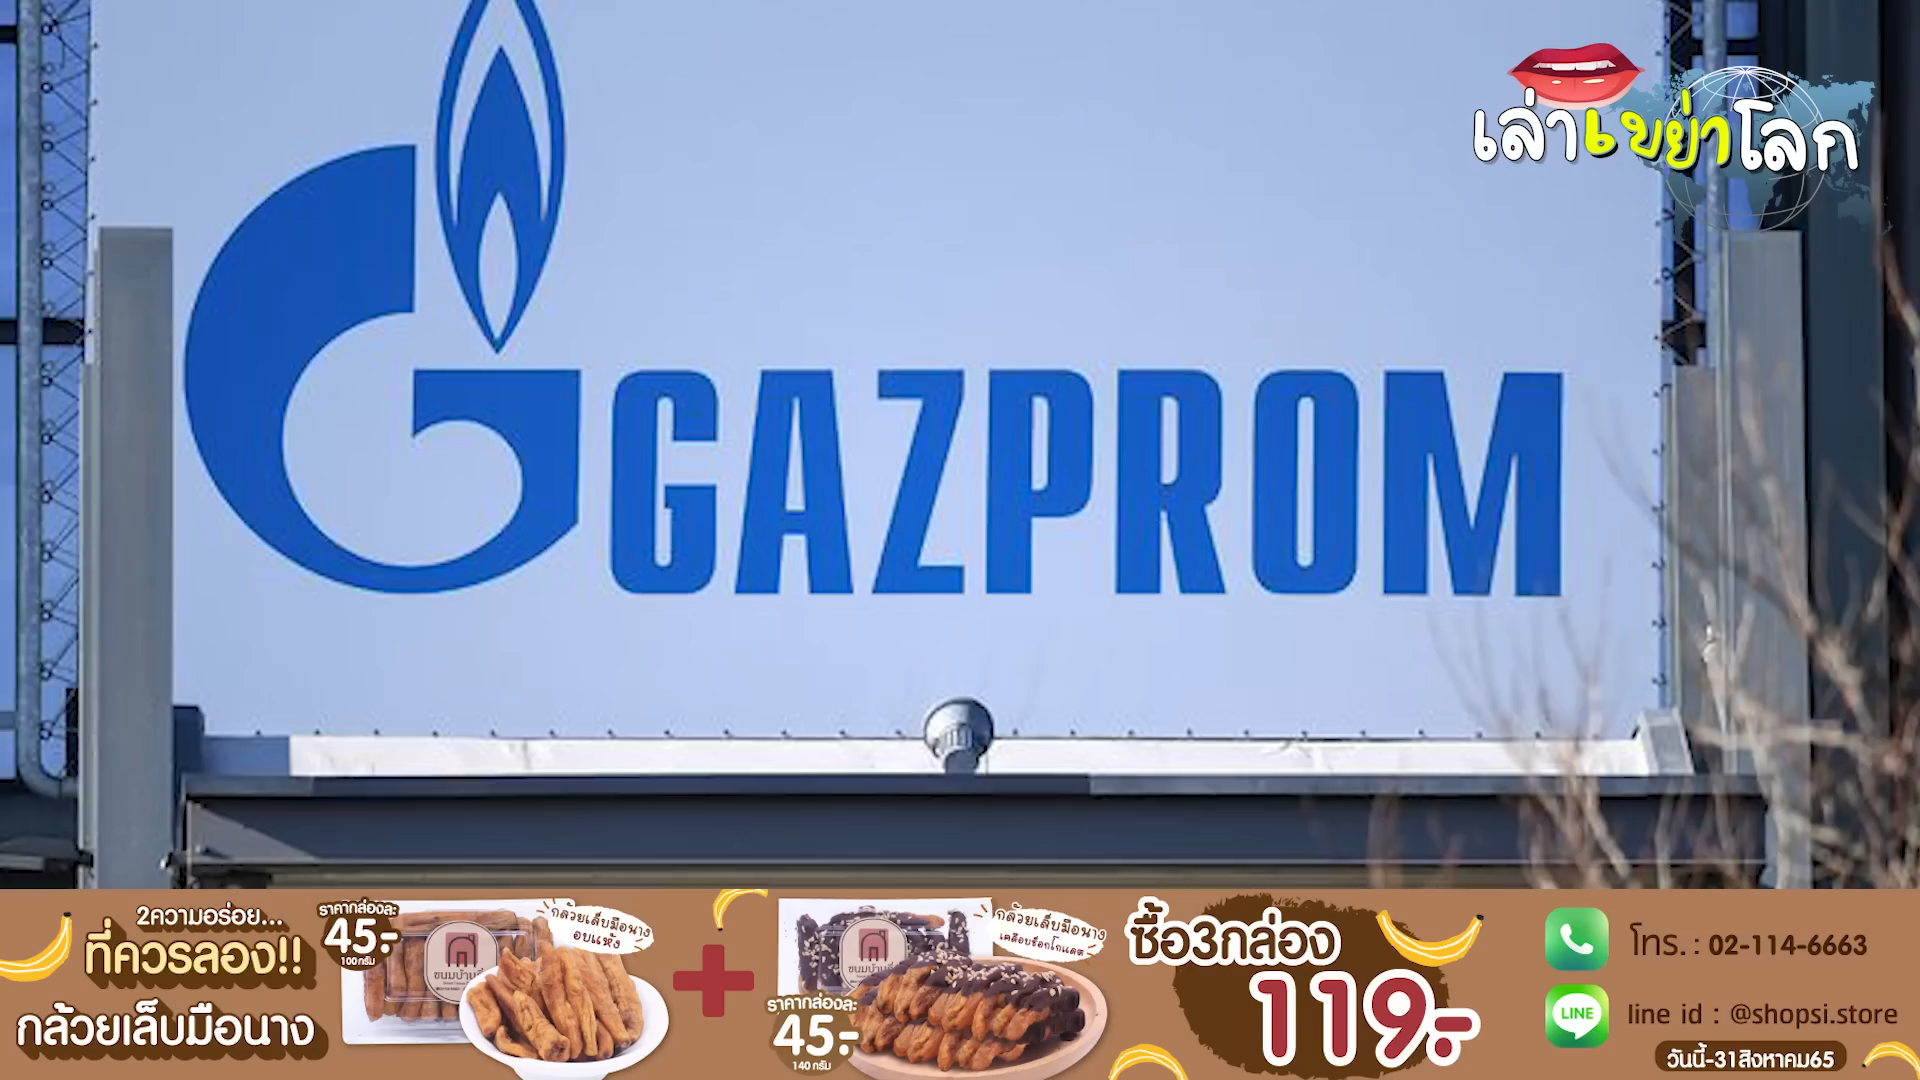 เล่าเขย่าโลก
GAZPROM
2ความอร่อย...
ที่ควรลอง!!
กล้วยเล็บมือนาง
ราคากล่องละ
45.-
100 กรัม
กล้วยเล็บมือนาง
อบแห้ง
ราคากล่องละ
45.-
140 กรัม
กล้วยเล็บมือนาง
เคลือบช็อกโกแลต
ซื้อ3กล่อง
119.-
โทร. : 02-114-6663
LINE
line id : @shopsi.store
วันนี้-31สิงหาคม65